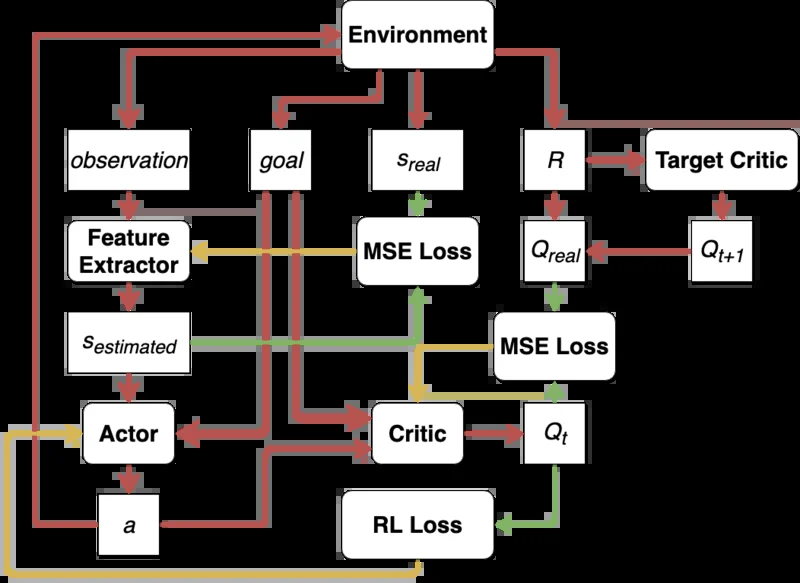 Environment
observation
goal
s_real
R
Target Critic
Feature
Extractor
MSE Loss
Q_real
Q_t+1
s_estimated
MSE Loss
Actor
Critic
Q_t
a
RL Loss